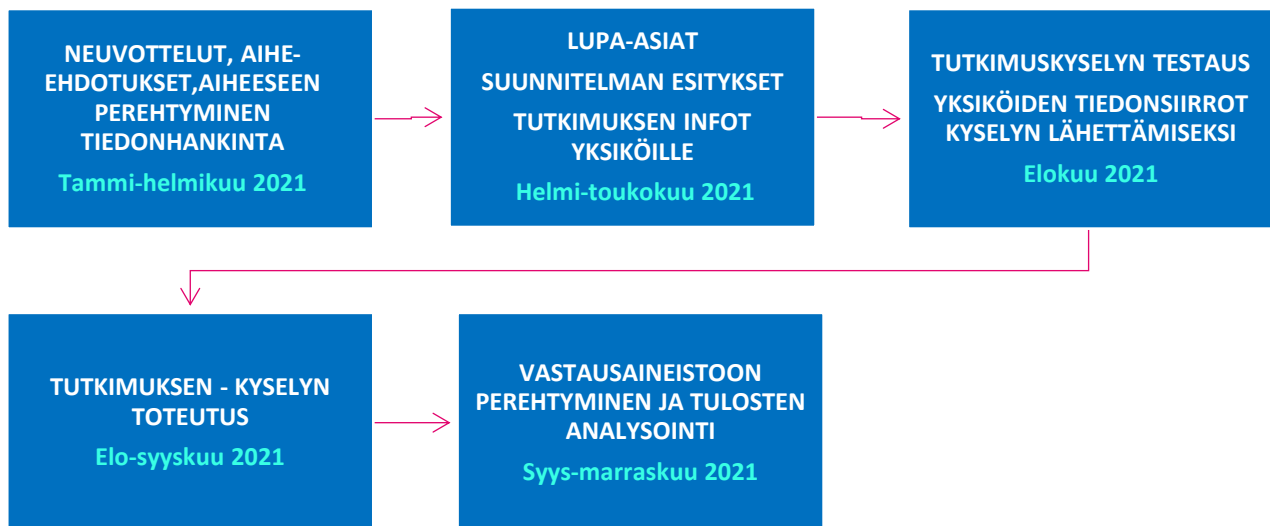 NEUVOTTELUT, AIHE-
EHDOTUKSET,AIHEESEEN
PEREHTYMINEN
TIEDONHANKINTA
Tammi-helmikuu 2021
LUPA-ASIAT
SUUNNITELMAN ESITYKSET
TUTKIMUKSEN INFOT
YKSIKÖILLE
Helmi-toukokuu 2021
TUTKIMUSKYSELYN TESTAUS
YKSIKÖIDEN TIEDONSIIRROT
KYSELYN LÄHETTÄMISEKSI
Elokuu 2021
TUTKIMUKSEN - KYSELYN
TOTEUTUS
Elo-syyskuu 2021
VASTAUSAINEISTOON
PEREHTYMINEN JA TULOSTEN
ANALYSOINTI
Syys-marraskuu 2021